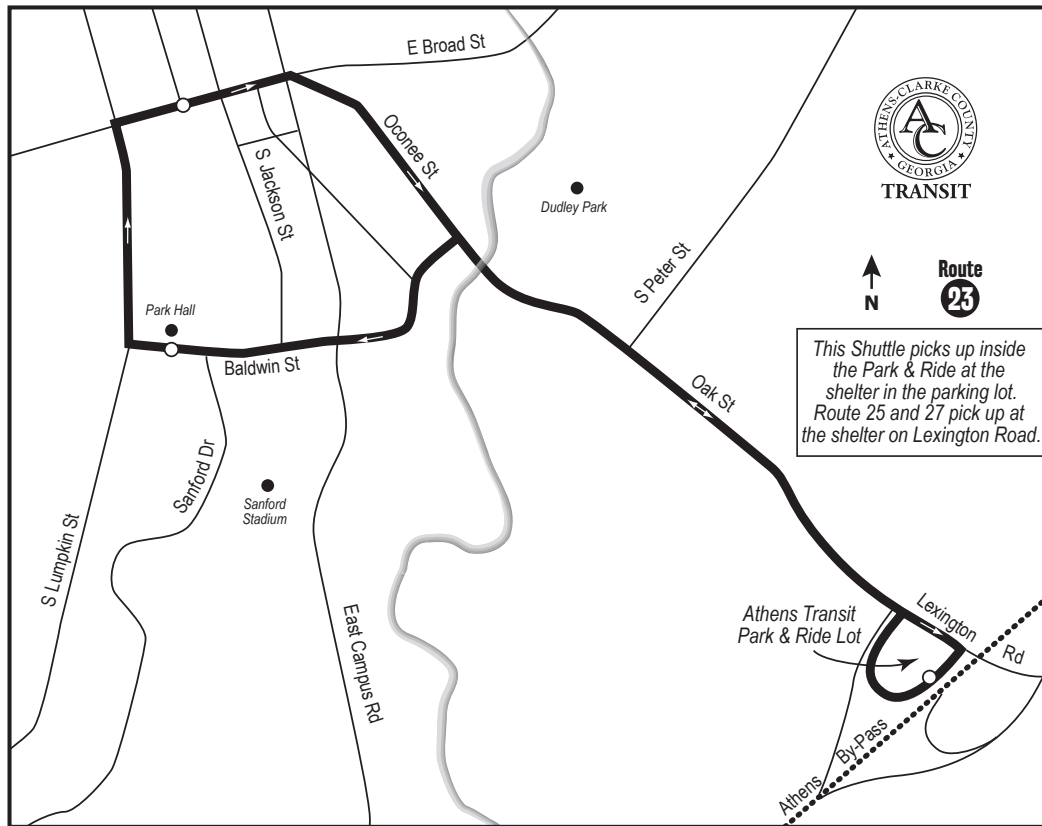 E Broad St
Oconee St
S Jackson St
Dudley Park
ATHENS-CLARKE COUNTY
AC
★ GEORGIA ★
TRANSIT
S Peter St
N
Route
23
Park Hall
Baldwin St
This Shuttle picks up inside
the Park & Ride at the
shelter in the parking lot.
Route 25 and 27 pick up at
the shelter on Lexington Road.
Oak St
Sanford Dr
Sanford
Stadium
S Lumpkin St
East Campus Rd
Athens Transit
Park & Ride Lot
Lexington
Rd
Athens
By-Pass